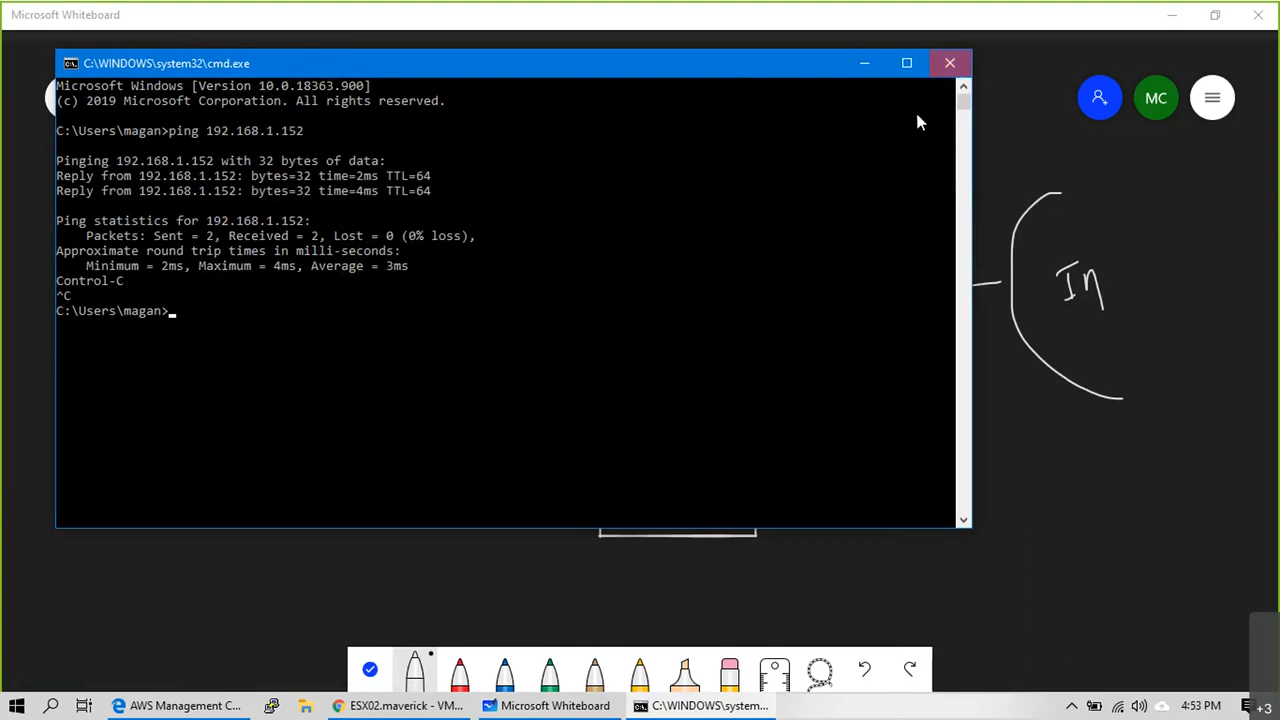 Microsoft Whiteboard
C:\WINDOWS\system32\cmd.exe
Microsoft Windows [Version 10.0.18363.900]
(c) 2019 Microsoft Corporation. All rights reserved.
C:\Users\magan>ping 192.168.1.152
Pinging 192.168.1.152 with 32 bytes of data:
Reply from 192.168.1.152: bytes=32 time=2ms TTL=64
Reply from 192.168.1.152: bytes=32 time=4ms TTL=64
Ping statistics for 192.168.1.152:
Packets: Sent = 2, Received = 2, Lost = 0 (0% loss),
Approximate round trip times in milli-seconds:
Minimum = 2ms, Maximum = 4ms, Average = 3ms
Control-C
^C
C:\Users\magan>
MC
In
AWS Management C...
ESX02.maverick - VM...
Microsoft Whiteboard
C:\WINDOWS\system...
4:53 PM
+3